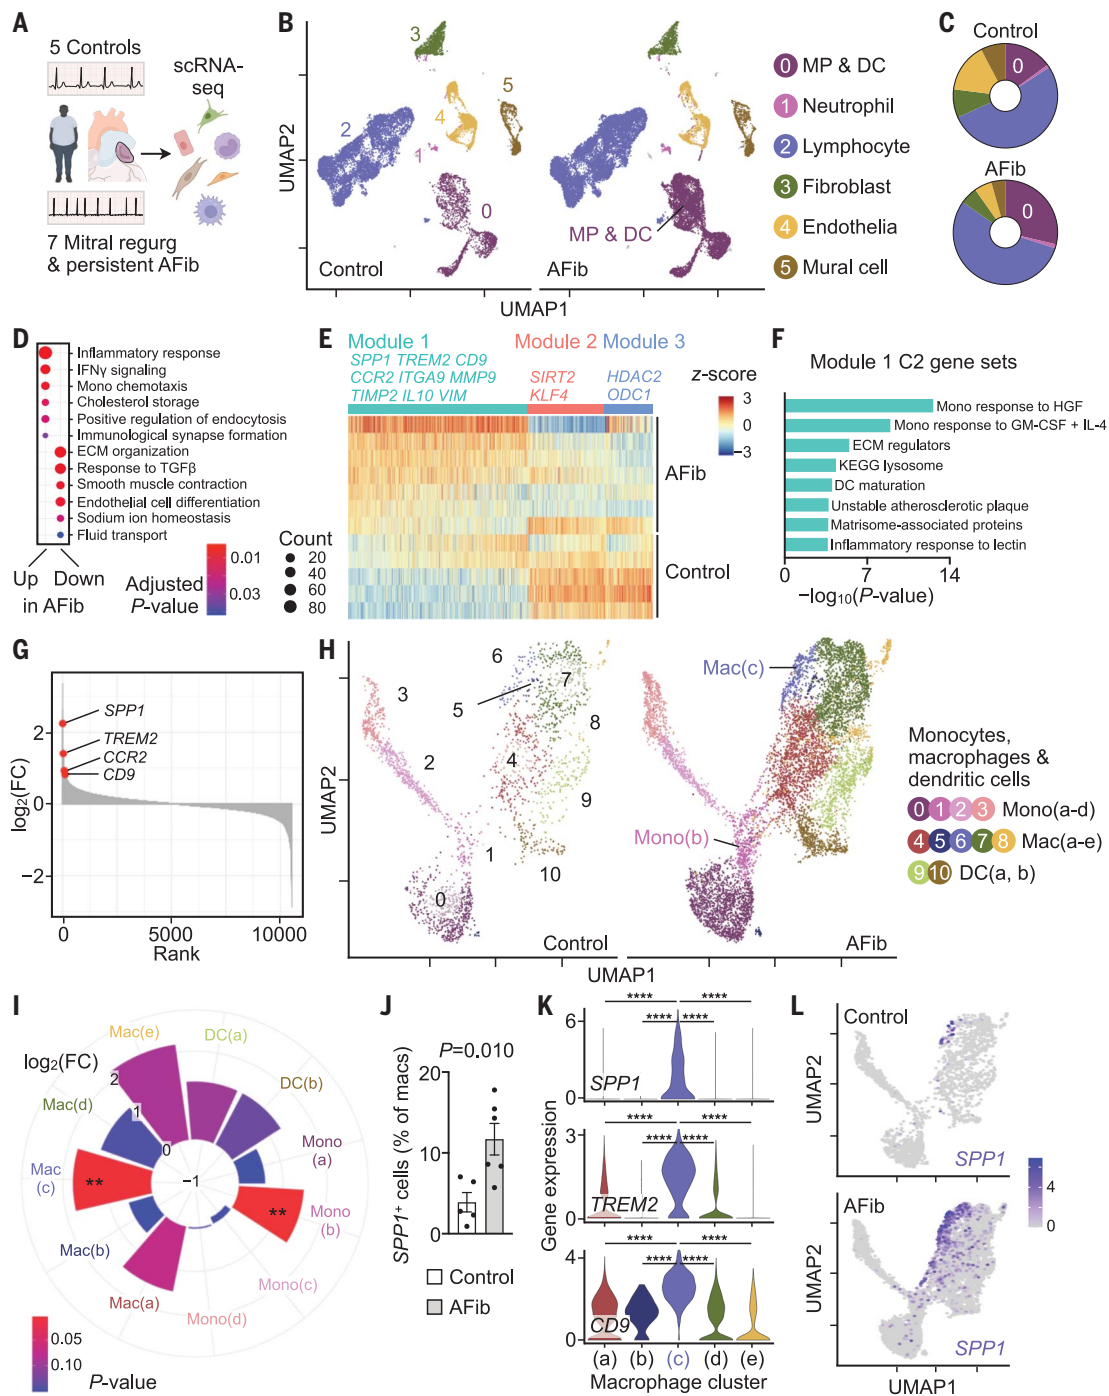 A
5 Controls
scRNA-
seq
7 Mitral regurg
& persistent AFib
B
UMAP2
3
2
4
5
1
0
MP & DC
Control
AFib
UMAP1
0 MP & DC
1 Neutrophil
2 Lymphocyte
3 Fibroblast
4 Endothelia
5 Mural cell
C
Control
0
AFib
0
D
Inflammatory response
IFNγ signaling
Mono chemotaxis
Cholesterol storage
Positive regulation of endocytosis
Immunological synapse formation
ECM organization
Response to TGFβ
Smooth muscle contraction
Endothelial cell differentiation
Sodium ion homeostasis
Fluid transport
Up Down
in AFib
Adjusted
P-value
0.01
0.03
Count
20
40
60
80
E
Module 1 Module 2 Module 3
SPP1 TREM2 CD9
CCR2 ITGA9 MMP9
TIMP2 IL10 VIM
SIRT2
KLF4
HDAC2
ODC1
z-score
3
0
−3
AFib
Control
F
Module 1 C2 gene sets
Mono response to HGF
Mono response to GM-CSF + IL-4
ECM regulators
KEGG lysosome
DC maturation
Unstable atherosclerotic plaque
Matrisome-associated proteins
Inflammatory response to lectin
0 7 14
−log10(P-value)
G
log2(FC)
2
0
−2
SPP1
TREM2
CCR2
CD9
0 5000 10000
Rank
H
UMAP2
6
7
3
5
8
2
4
9
1
10
0
Control
Mac(c)
Mono(b)
AFib
UMAP1
Monocytes,
macrophages &
dendritic cells
0 1 2 3 Mono(a-d)
4 5 6 7 8 Mac(a-e)
9 10 DC(a, b)
I
log2(FC)
2
1
0
−1
Mac(e)
DC(a)
DC(b)
Mono
(a)
Mono
(b)
Mono(c)
Mono(d)
Mac(a)
Mac(b)
Mac
(c)
Mac(d)
**
**
0.05
0.10
P-value
J
P=0.010
SPP1+ cells (% of macs)
20
10
0
Control
AFib
K
Gene expression
**** ****
**** ****
6
0
SPP1
**** ****
**** ****
3
0
TREM2
**** ****
**** ****
4
0
CD9
(a) (b) (c) (d) (e)
Macrophage cluster
L
Control
UMAP2
SPP1
4
0
AFib
UMAP2
SPP1
UMAP1